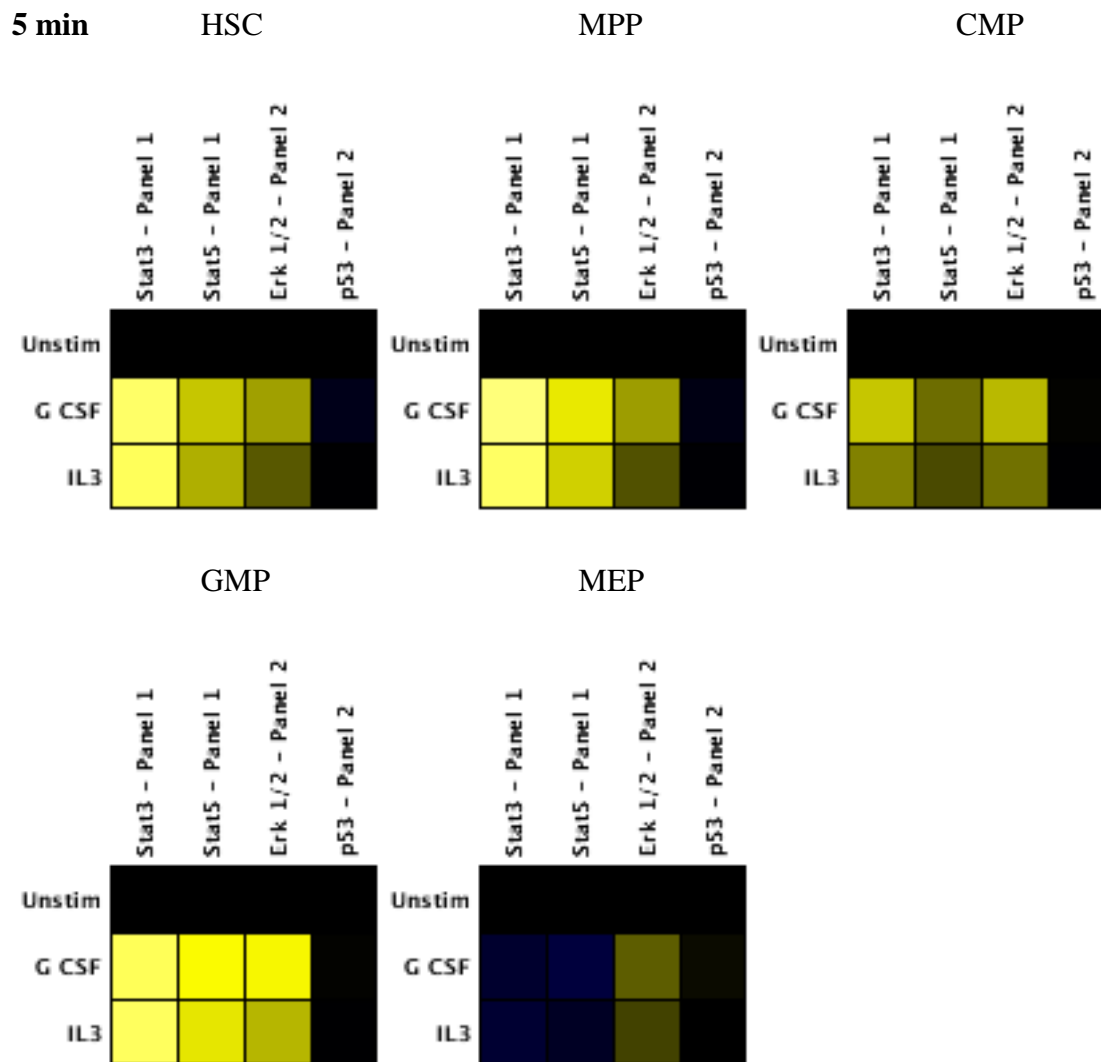 5 min HSC MPP CMP
Stat3 – Panel 1
Stat5 – Panel 1
Erk 1/2 – Panel 2
p53 – Panel 2
Stat3 – Panel 1
Stat5 – Panel 1
Erk 1/2 – Panel 2
p53 – Panel 2
Stat3 – Panel 1
Stat5 – Panel 1
Erk 1/2 – Panel 2
p53 – Panel 2
Unstim
G CSF
IL3
Unstim
G CSF
IL3
Unstim
G CSF
IL3
GMP MEP
Stat3 – Panel 1
Stat5 – Panel 1
Erk 1/2 – Panel 2
p53 – Panel 2
Stat3 – Panel 1
Stat5 – Panel 1
Erk 1/2 – Panel 2
p53 – Panel 2
Unstim
G CSF
IL3
Unstim
G CSF
IL3